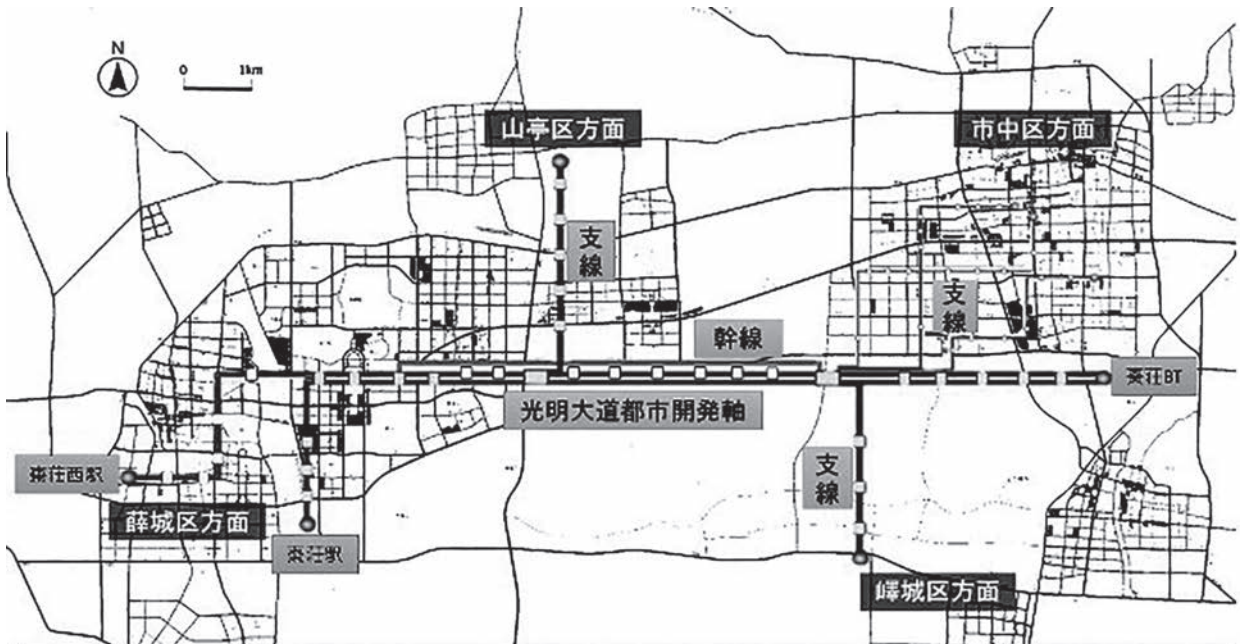 N
0 1km
山亭区方面
市中区方面
支線
支線
幹線
棗荘BT
光明大道都市開発軸
棗荘西駅
支線
薛城区方面
棗荘駅
嶧城区方面